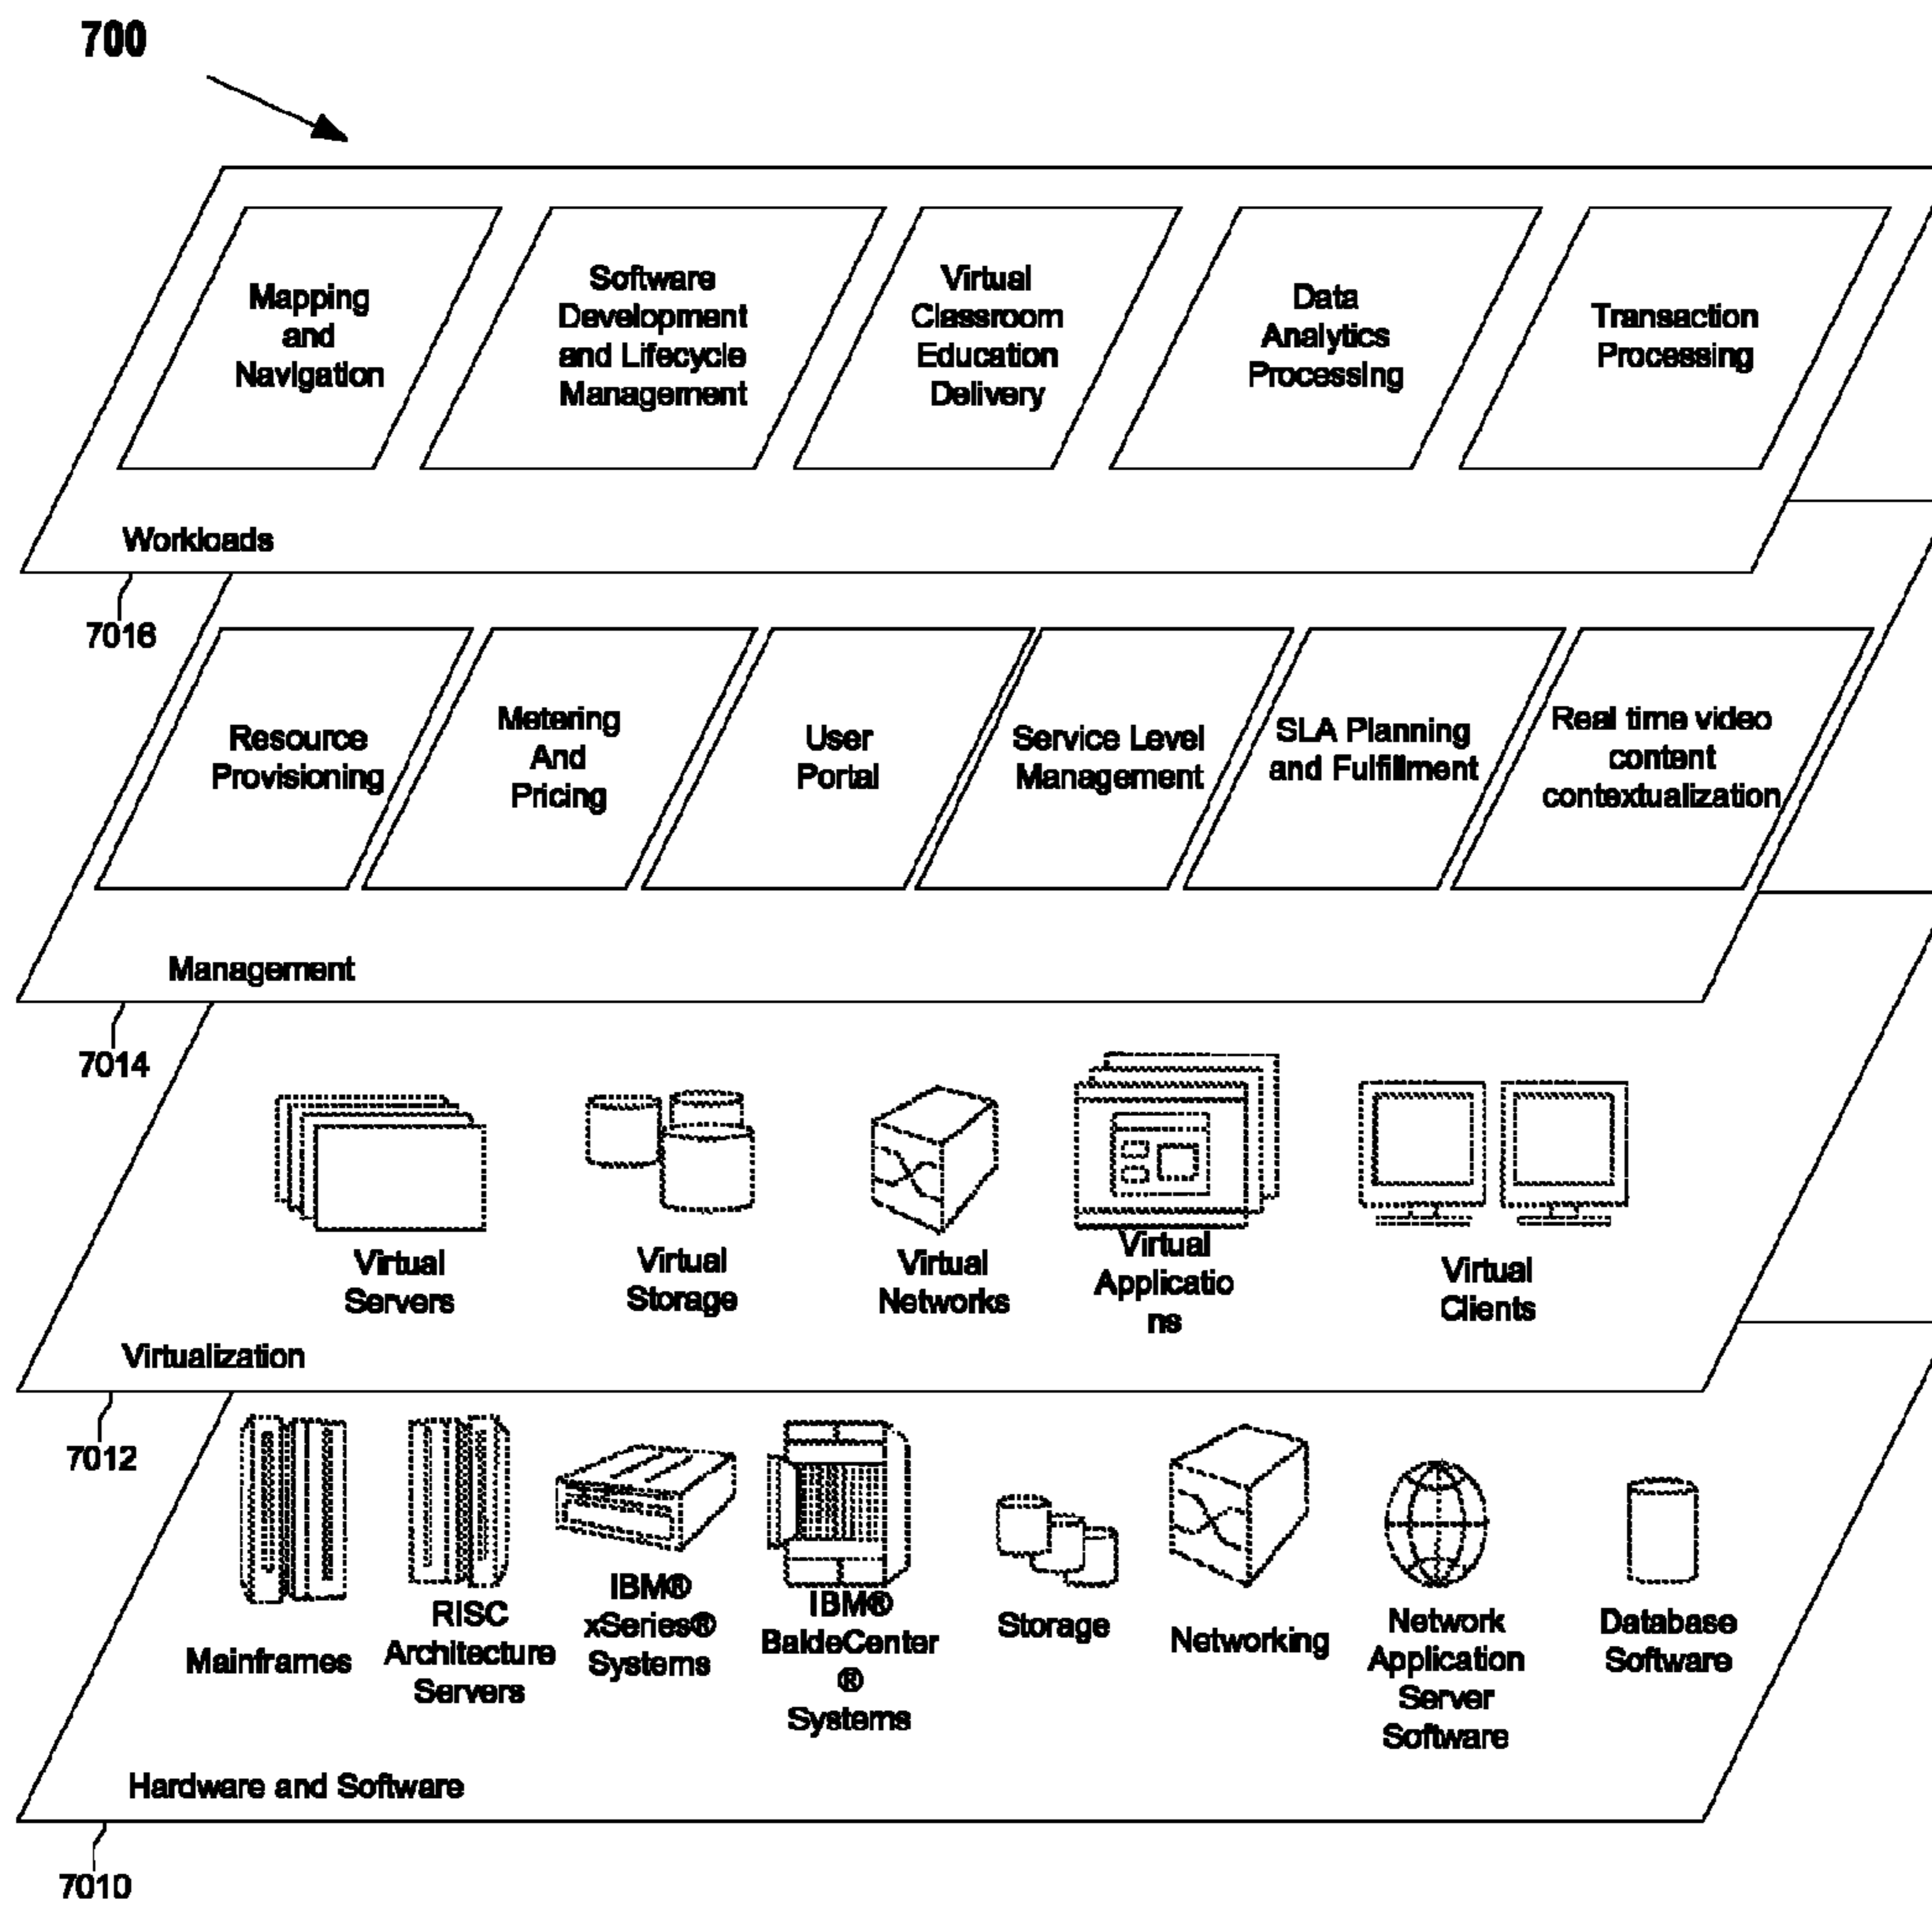 700
Mapping
and
Navigation
Software
Development
and Lifecycle
Management
Virtual
Classroom
Education
Delivery
Data
Analytics
Processing
Transaction
Processing
Workloads
7016
Resource
Provisioning
Metering
And
Pricing
User
Portal
Service Level
Management
SLA Planning
and Fulfillment
Real time video
content
contextualization
Management
7014
Virtual
Servers
Virtual
Storage
Virtual
Networks
Virtual
Applicatio
ns
Virtual
Clients
Virtualization
7012
Mainframes
RISC
Architecture
Servers
IBM®
xSeries®
Systems
IBM®
BaldeCenter
®
Systems
Storage
Networking
Network
Application
Server
Software
Database
Software
Hardware and Software
7010